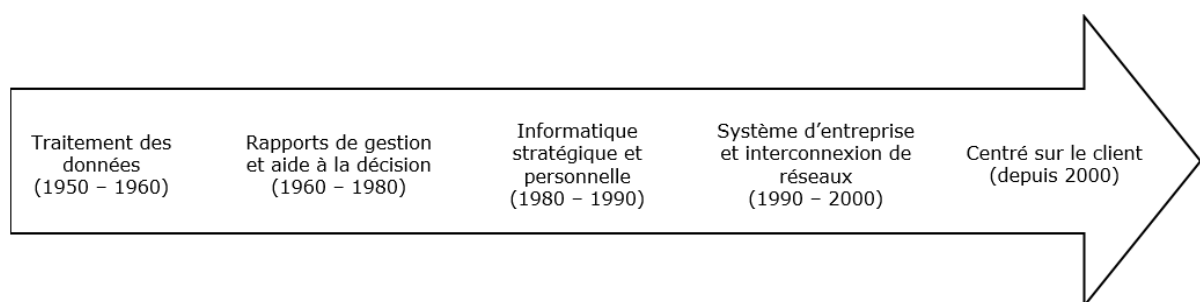 Traitement des
données
(1950 – 1960)
Rapports de gestion
et aide à la décision
(1960 – 1980)
Informatique
stratégique et
personnelle
(1980 – 1990)
Système d’entreprise
et interconnexion de
réseaux
(1990 – 2000)
Centré sur le client
(depuis 2000)